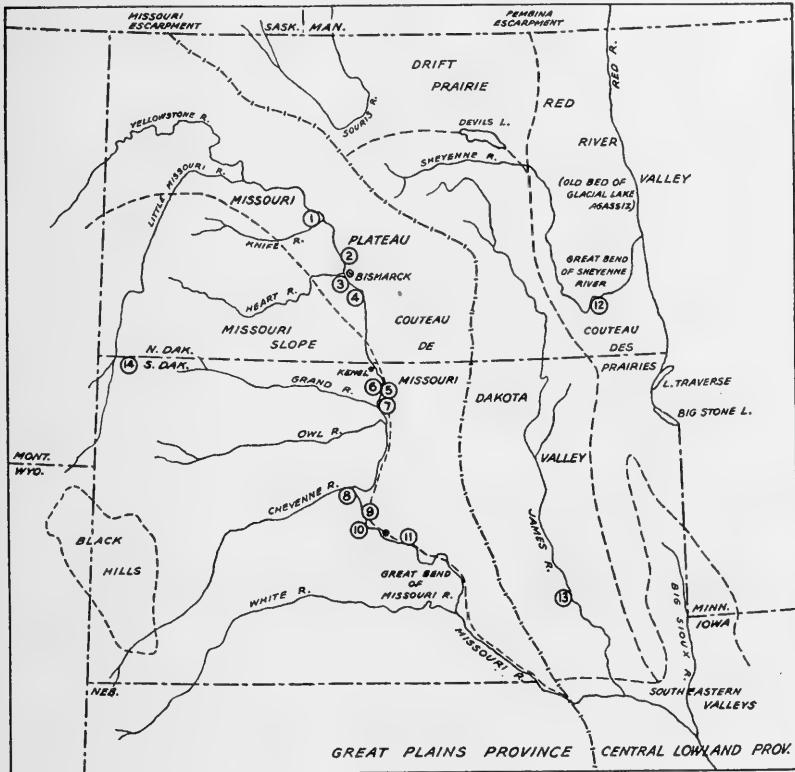 MISSOURI
ESCARPMENT
SASK. MAN.
PEMBINA
ESCARPMENT
RED R.
RED R.
DRIFT
PRAIRIE
SOURIS R.
RED
RIVER
VALLEY
DEVILS L.
SHEYENNE R.
(OLD BED OF
GLACIAL LAKE
AGASSIZ)
YELLOWSTONE R.
LITTLE MISSOURI R.
MISSOURI
1
KNIFE R.
PLATEAU
2
BISMARCK
3
4
HEART R.
GREAT BEND
OF SHEYENNE
RIVER
12
MISSOURI
SLOPE
COUTEAU
DE
MISSOURI
COUTEAU
DES
PRAIRIES
14
N. DAK.
S. DAK.
KENEL
6
5
7
GRAND R.
L. TRAVERSE
BIG STONE L.
DAKOTA
VALLEY
OWL R.
MONT.
WYO.
CHEYENNE R.
8
9
10
11
BLACK
HILLS
GREAT BEND
OF
MISSOURI R.
JAMES R.
13
WHITE R.
MISSOURI R.
BIG SIOUX R.
MINN.
IOWA
NEB.
SOUTHEASTERN
VALLEYS
GREAT PLAINS PROVINCE
CENTRAL LOWLAND PROV.